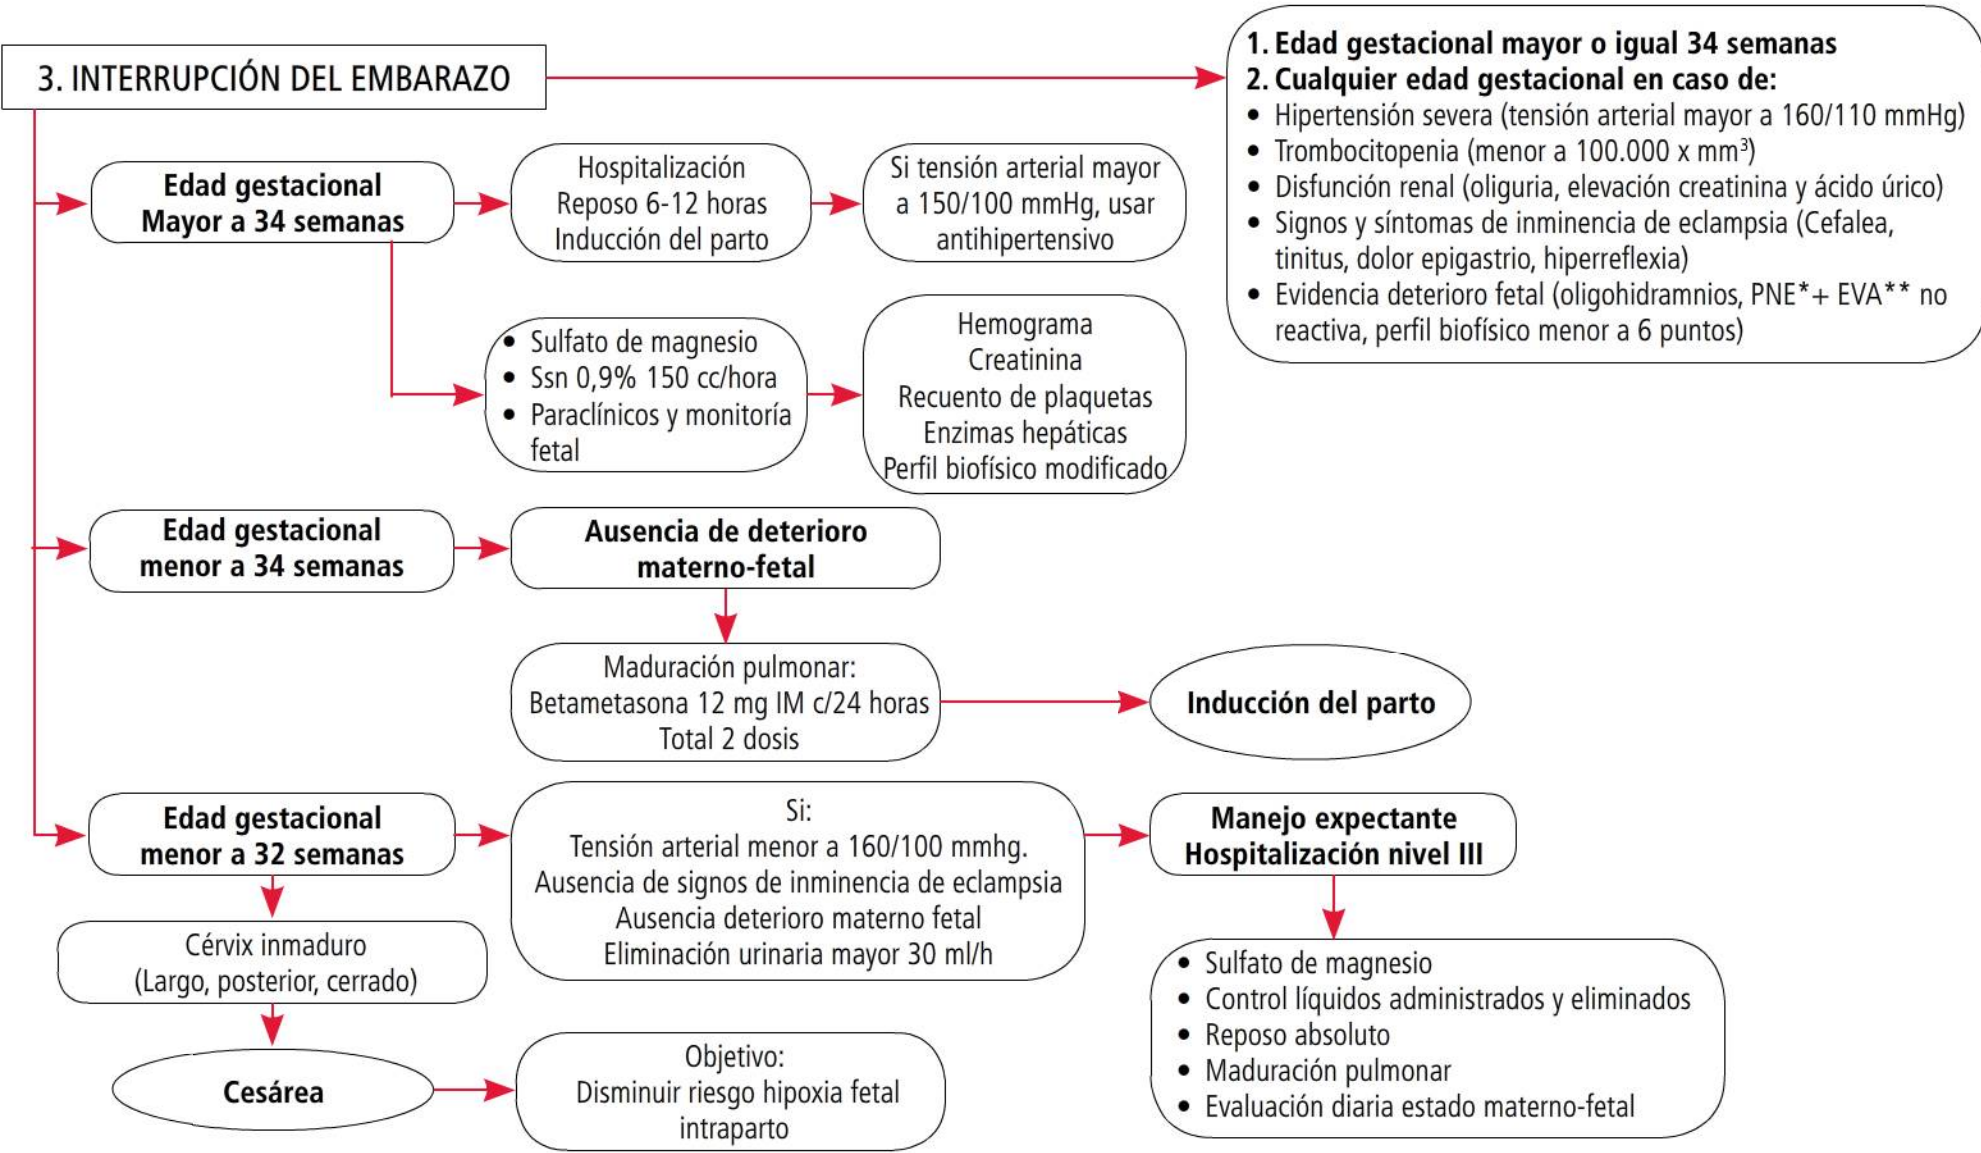 3. INTERRUPCIÓN DEL EMBARAZO
1. Edad gestacional mayor o igual 34 semanas
2. Cualquier edad gestacional en caso de:
• Hipertensión severa (tensión arterial mayor a 160/110 mmHg)
• Trombocitopenia (menor a 100.000 x mm³)
• Disfunción renal (oliguria, elevación creatinina y ácido úrico)
• Signos y síntomas de inminencia de eclampsia (Cefalea,
tinitus, dolor epigastrio, hiperreflexia)
• Evidencia deterioro fetal (oligohidramnios, PNE*+ EVA** no
reactiva, perfil biofísico menor a 6 puntos)
Edad gestacional
Mayor a 34 semanas
Hospitalización
Reposo 6-12 horas
Inducción del parto
Si tensión arterial mayor
a 150/100 mmHg, usar
antihipertensivo
• Sulfato de magnesio
• Ssn 0,9% 150 cc/hora
• Paraclínicos y monitoría
fetal
Hemograma
Creatinina
Recuento de plaquetas
Enzimas hepáticas
Perfil biofísico modificado
Edad gestacional
menor a 34 semanas
Ausencia de deterioro
materno-fetal
Maduración pulmonar:
Betametasona 12 mg IM c/24 horas
Total 2 dosis
Inducción del parto
Edad gestacional
menor a 32 semanas
Si:
Tensión arterial menor a 160/100 mmhg.
Ausencia de signos de inminencia de eclampsia
Ausencia deterioro materno fetal
Eliminación urinaria mayor 30 ml/h
Manejo expectante
Hospitalización nivel III
Cérvix inmaduro
(Largo, posterior, cerrado)
• Sulfato de magnesio
• Control líquidos administrados y eliminados
• Reposo absoluto
• Maduración pulmonar
• Evaluación diaria estado materno-fetal
Cesárea
Objetivo:
Disminuir riesgo hipoxia fetal
intraparto